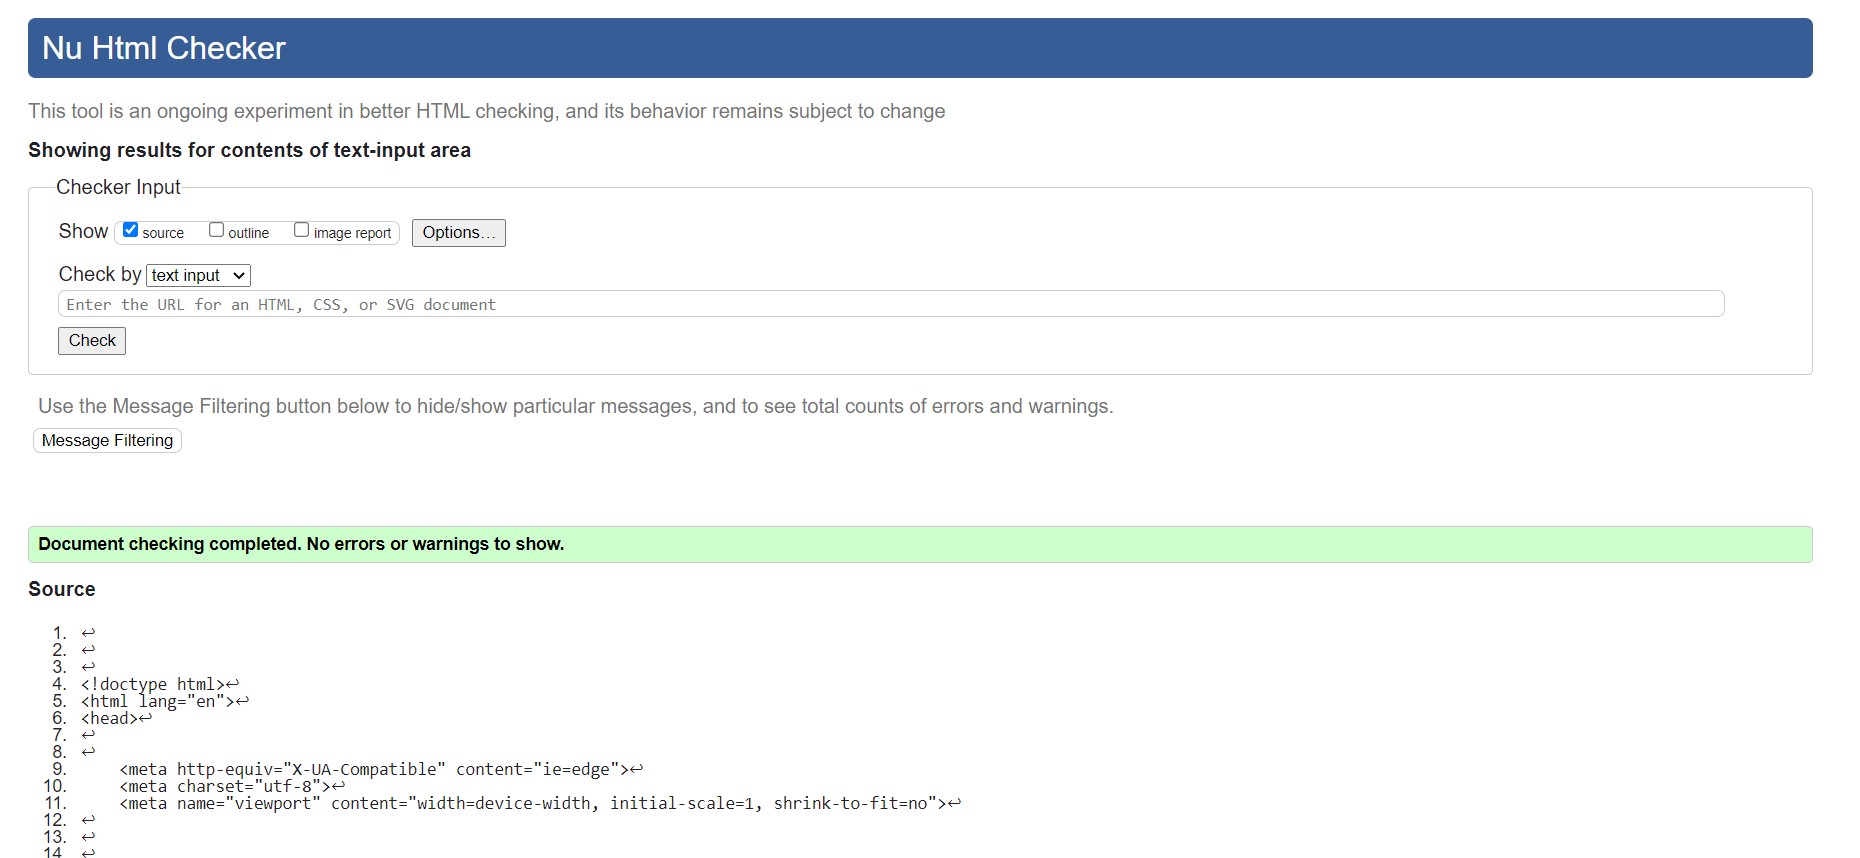 Nu Html Checker
This tool is an ongoing experiment in better HTML checking, and its behavior remains subject to change
Showing results for contents of text-input area
Checker Input
Show source outline image report Options...
Check by text input
Enter the URL for an HTML, CSS, or SVG document
Check
Use the Message Filtering button below to hide/show particular messages, and to see total counts of errors and warnings.
Message Filtering
Document checking completed. No errors or warnings to show.
Source
1. ↩
2. ↩
3. ↩
4. <!doctype html>↩
5. <html lang="en">↩
6. <head>↩
7. ↩
8. ↩
9. <meta http-equiv="X-UA-Compatible" content="ie=edge">↩
10. <meta charset="utf-8">↩
11. <meta name="viewport" content="width=device-width, initial-scale=1, shrink-to-fit=no">↩
12. ↩
13. ↩
14 ↩